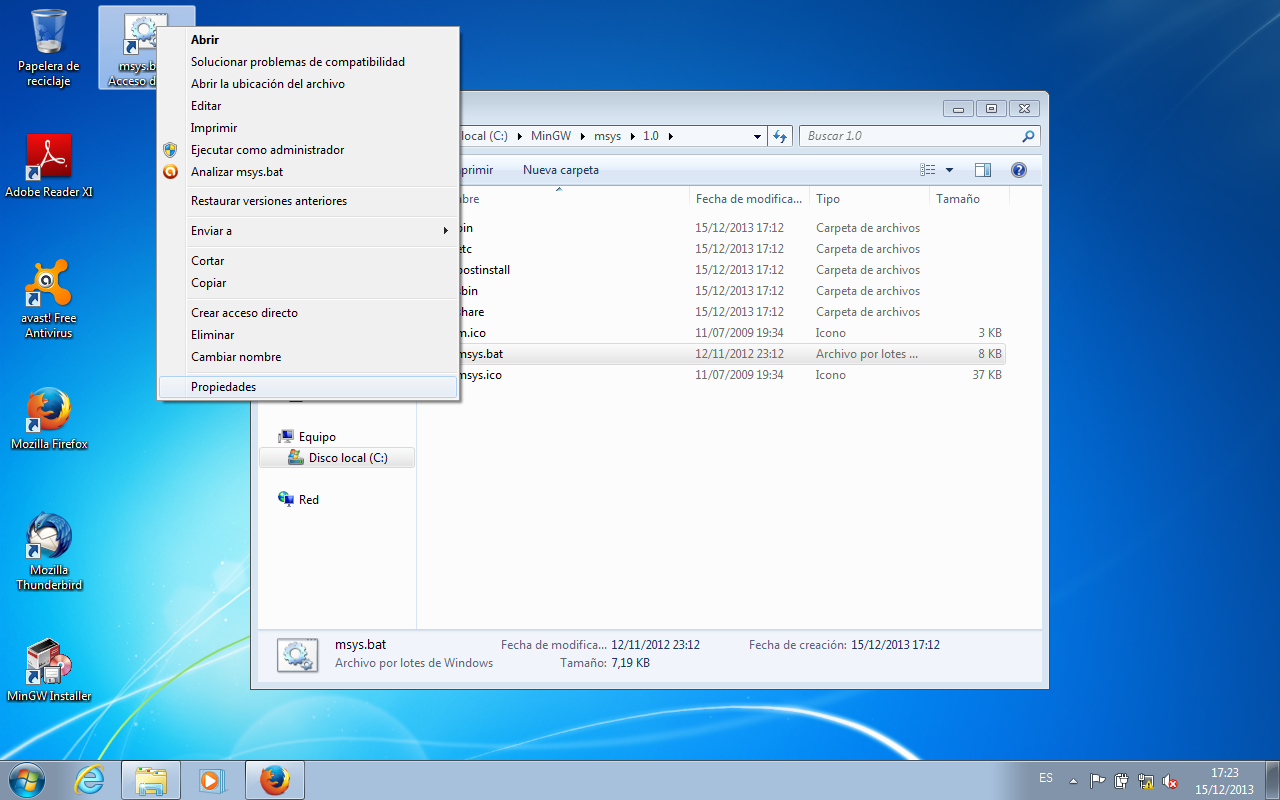 Papelera de
reciclaje
Acceso d
Adobe Reader XI
avast! Free
Antivirus
Mozilla Firefox
Mozilla
Thunderbird
MinGW Installer
Abrir
Solucionar problemas de compatibilidad
Abrir la ubicación del archivo
Editar
Imprimir
Ejecutar como administrador
Analizar msys.bat
Restaurar versiones anteriores
Enviar a
Cortar
Copiar
Crear acceso directo
Eliminar
Cambiar nombre
Propiedades
local (C:) MinGW msys 1.0
Buscar 1.0
primir Nueva carpeta
bre Fecha de modifica... Tipo Tamaño
bin 15/12/2013 17:12 Carpeta de archivos
etc 15/12/2013 17:12 Carpeta de archivos
postinstall 15/12/2013 17:12 Carpeta de archivos
sbin 15/12/2013 17:12 Carpeta de archivos
share 15/12/2013 17:12 Carpeta de archivos
m.ico 11/07/2009 19:34 Icono 3 KB
msys.bat 12/11/2012 23:12 Archivo por lotes ... 8 KB
msys.ico 11/07/2009 19:34 Icono 37 KB
Equipo
Disco local (C:)
Red
msys.bat Fecha de modifica... 12/11/2012 23:12 Fecha de creación: 15/12/2013 17:12
Archivo por lotes de Windows Tamaño: 7,19 KB
ES
17:23
15/12/2013